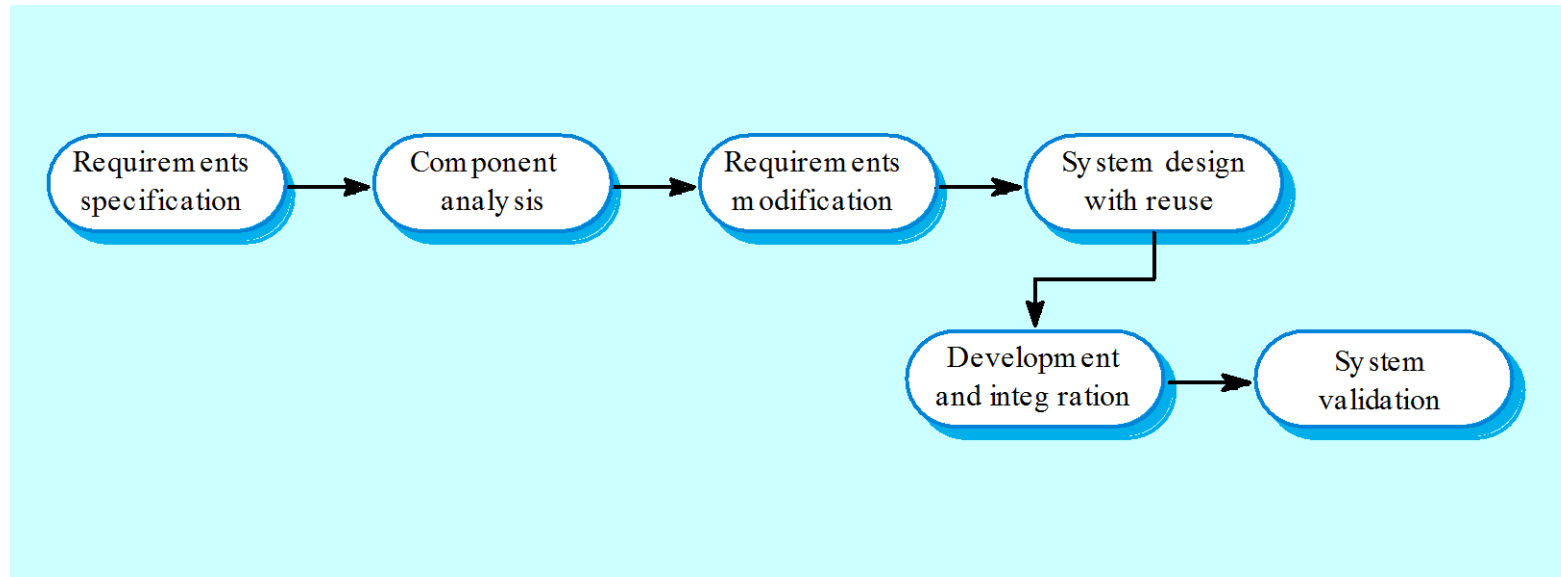 Requirements
specification
Component
analysis
Requirements
modification
System design
with reuse
Development
and integration
System
validation